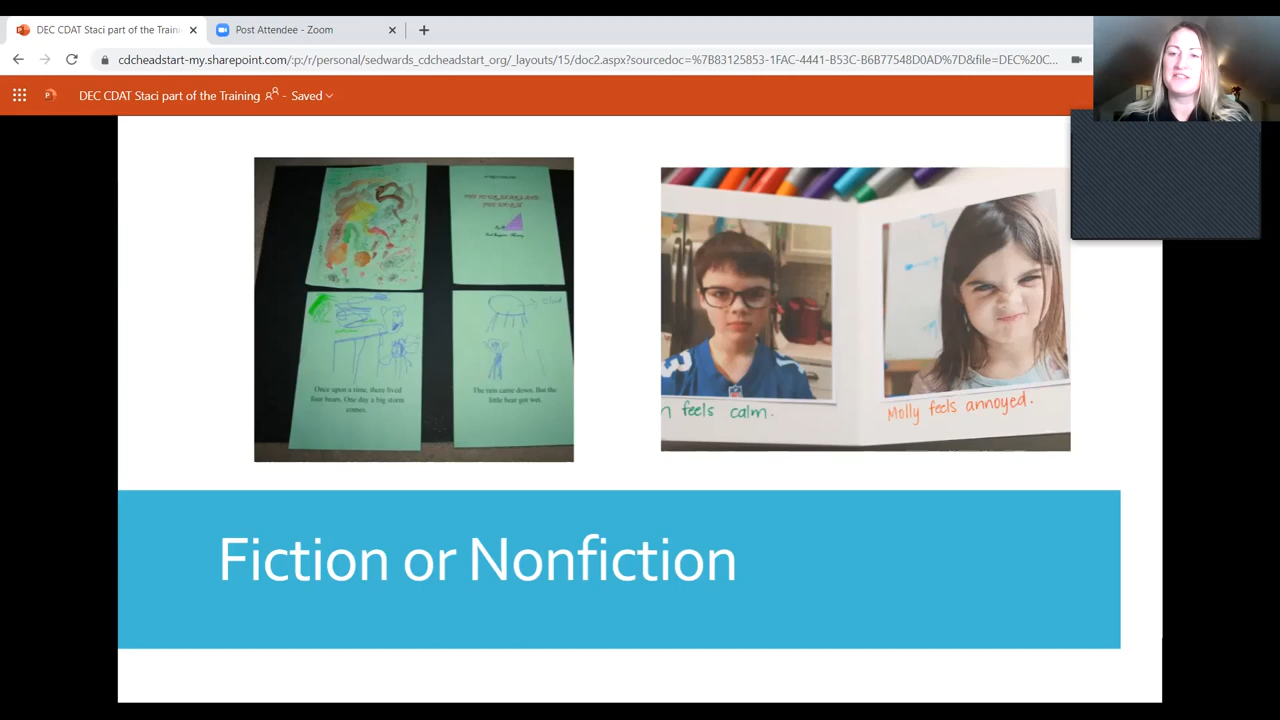 DEC CDAT Staci part of the Traini
Post Attendee - Zoom
cdcheadstart-my.sharepoint.com/:p:/r/personal/sedwards_cdcheadstart_org/_layouts/15/doc2.aspx?sourcedoc=%7B83125853-1FAC-4441-B53C-B6B77548D0AD%7D&file=DEC%20C...
DEC CDAT Staci part of the Training - Saved
Once upon a time, there lived
four bears. One day a big storm
comes.
cloud
The rain came down. But the
little bear got wet.
n feels calm.
Molly feels annoyed.
Fiction or Nonfiction